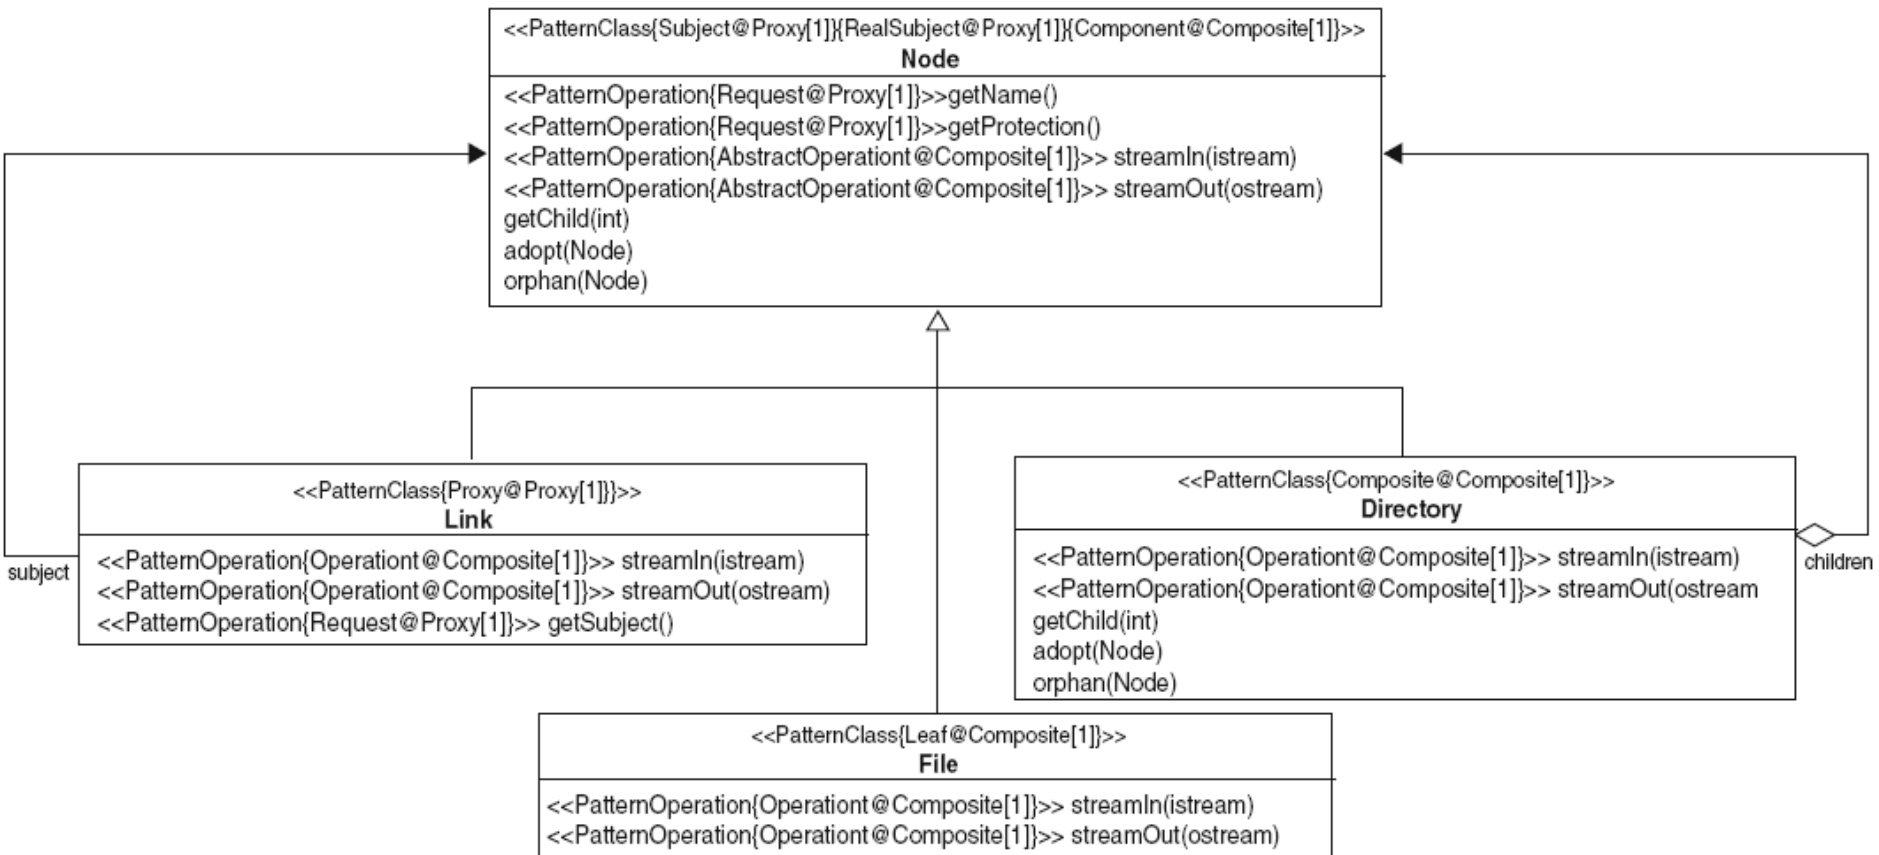 <<PatternClass{Subject@Proxy[1]}{RealSubject@Proxy[1]}{Component@Composite[1]}>>
Node
<<PatternOperation{Request@Proxy[1]}>>getName()
<<PatternOperation{Request@Proxy[1]}>>getProtection()
<<PatternOperation{AbstractOperationt@Composite[1]}>> streamIn(istream)
<<PatternOperation{AbstractOperationt@Composite[1]}>> streamOut(ostream)
getChild(int)
adopt(Node)
orphan(Node)
<<PatternClass{Proxy@Proxy[1]}}>>
Link
<<PatternOperation{Operationt@Composite[1]}>> streamIn(istream)
<<PatternOperation{Operationt@Composite[1]}>> streamOut(ostream)
<<PatternOperation{Request@Proxy[1]}>> getSubject()
subject
<<PatternClass{Composite@Composite[1]}>>
Directory
<<PatternOperation{Operationt@Composite[1]}>> streamIn(istream)
<<PatternOperation{Operationt@Composite[1]}>> streamOut(ostream
getChild(int)
adopt(Node)
orphan(Node)
children
<<PatternClass{Leaf@Composite[1]}>>
File
<<PatternOperation{Operationt@Composite[1]}>> streamIn(istream)
<<PatternOperation{Operationt@Composite[1]}>> streamOut(ostream)